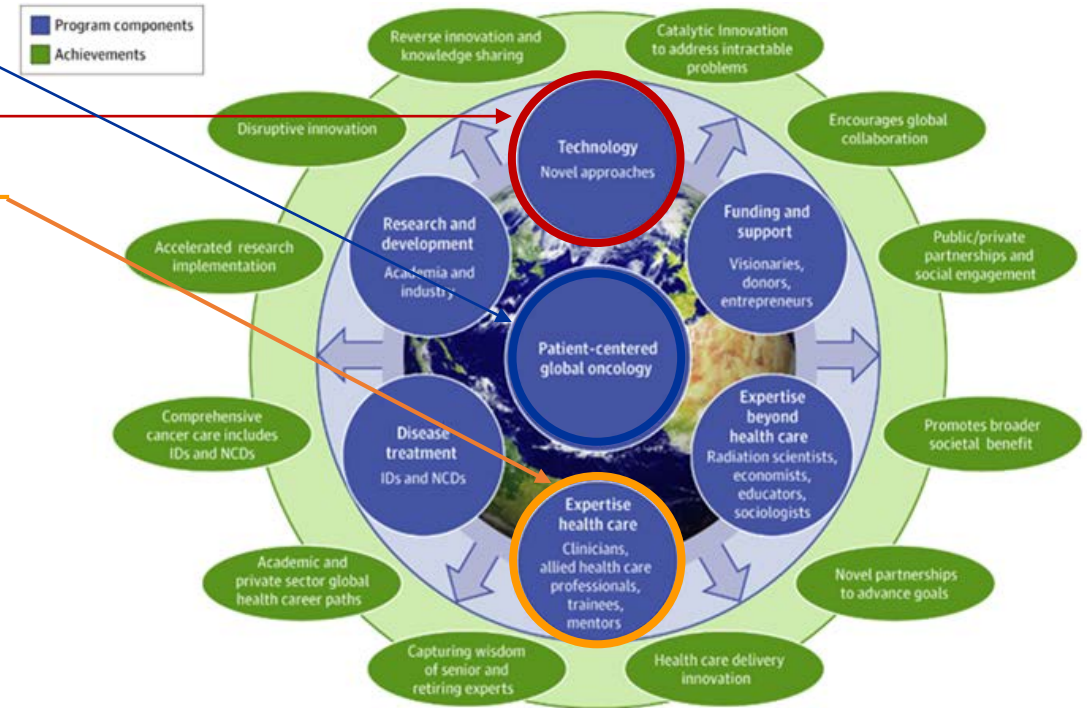 Program components
Achievements
Reverse innovation and
knowledge sharing
Catalytic Innovation
to address intractable
problems
Disruptive innovation
Encourages global
collaboration
Technology
Novel approaches
Research and
development
Academia and
industry
Funding and
support
Visionaries,
donors,
entrepreneurs
Accelerated research
implementation
Public/private
partnerships and
social engagement
Patient-centered
global oncology
Comprehensive
cancer care includes
IDs and NCDs
Disease
treatment
IDs and NCDs
Expertise
beyond
health care
Radiation scientists,
economists,
educators,
sociologists
Promotes broader
societal benefit
Expertise
health care
Clinicians,
allied health care
professionals,
trainees,
mentors
Academic and
private sector global
health career paths
Novel partnerships
to advance goals
Capturing wisdom
of senior and
retiring experts
Health care delivery
innovation